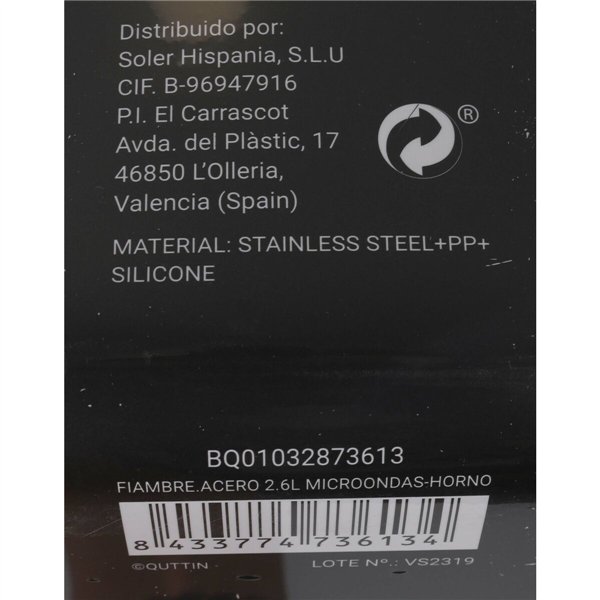 Distribuido por:
Soler Hispania, S.L.U
CIF. B-96947916
P.I. El Carrascot
Avda. del Plàstic, 17
46850 L'Olleria,
Valencia (Spain)
®
MATERIAL: STAINLESS STEEL+PP+
SILICONE
BQ01032873613
FIAMBRE.ACERO 2.6L MICROONDAS-HORNO
8 433774 736134
©QUTTIN LOTE Nº.: VS2319